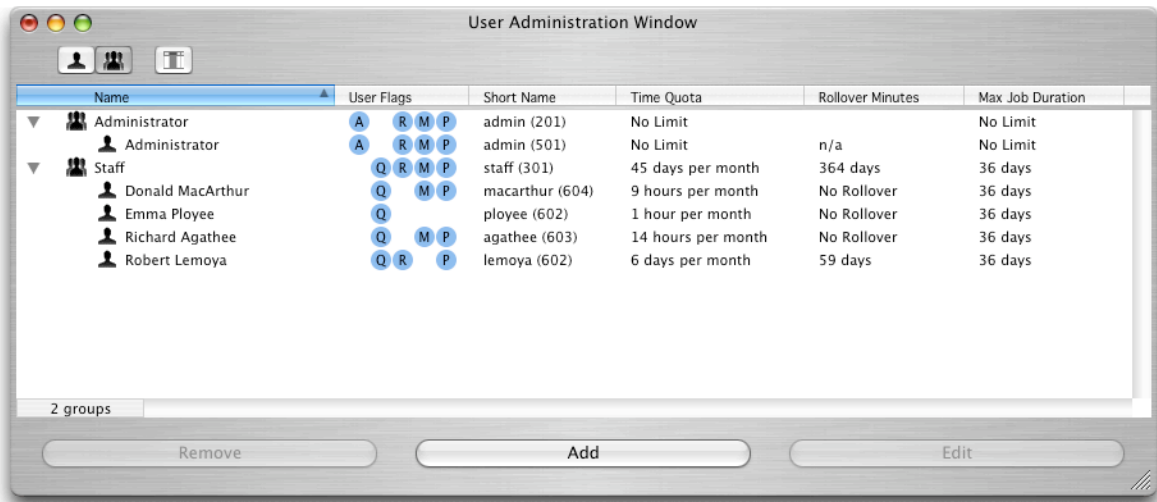 User Administration Window
Name User Flags Short Name Time Quota Rollover Minutes Max Job Duration
Administrator A R M P admin (201) No Limit No Limit
Administrator A R M P admin (501) No Limit n/a No Limit
Staff Q R M P staff (301) 45 days per month 364 days 36 days
Donald MacArthur Q M P macarthur (604) 9 hours per month No Rollover 36 days
Emma Ployee Q ployee (602) 1 hour per month No Rollover 36 days
Richard Agathee Q M P agathee (603) 14 hours per month No Rollover 36 days
Robert Lemoya Q R P lemoya (602) 6 days per month 59 days 36 days
2 groups
Remove Add Edit